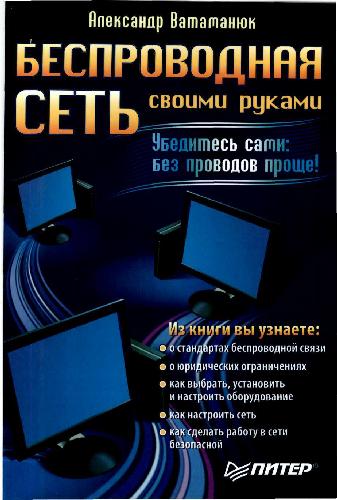 Александр Ватаманюк
Беспроводная
сеть
своими руками
Убедитесь сами:
без проводов проще!
Из книги вы узнаете:
о стандартах беспроводной связи
о юридических ограничениях
как выбрать, установить
и настроить оборудование
как настроить сеть
как сделать работу в сети
безопасной
ПИТЕР®